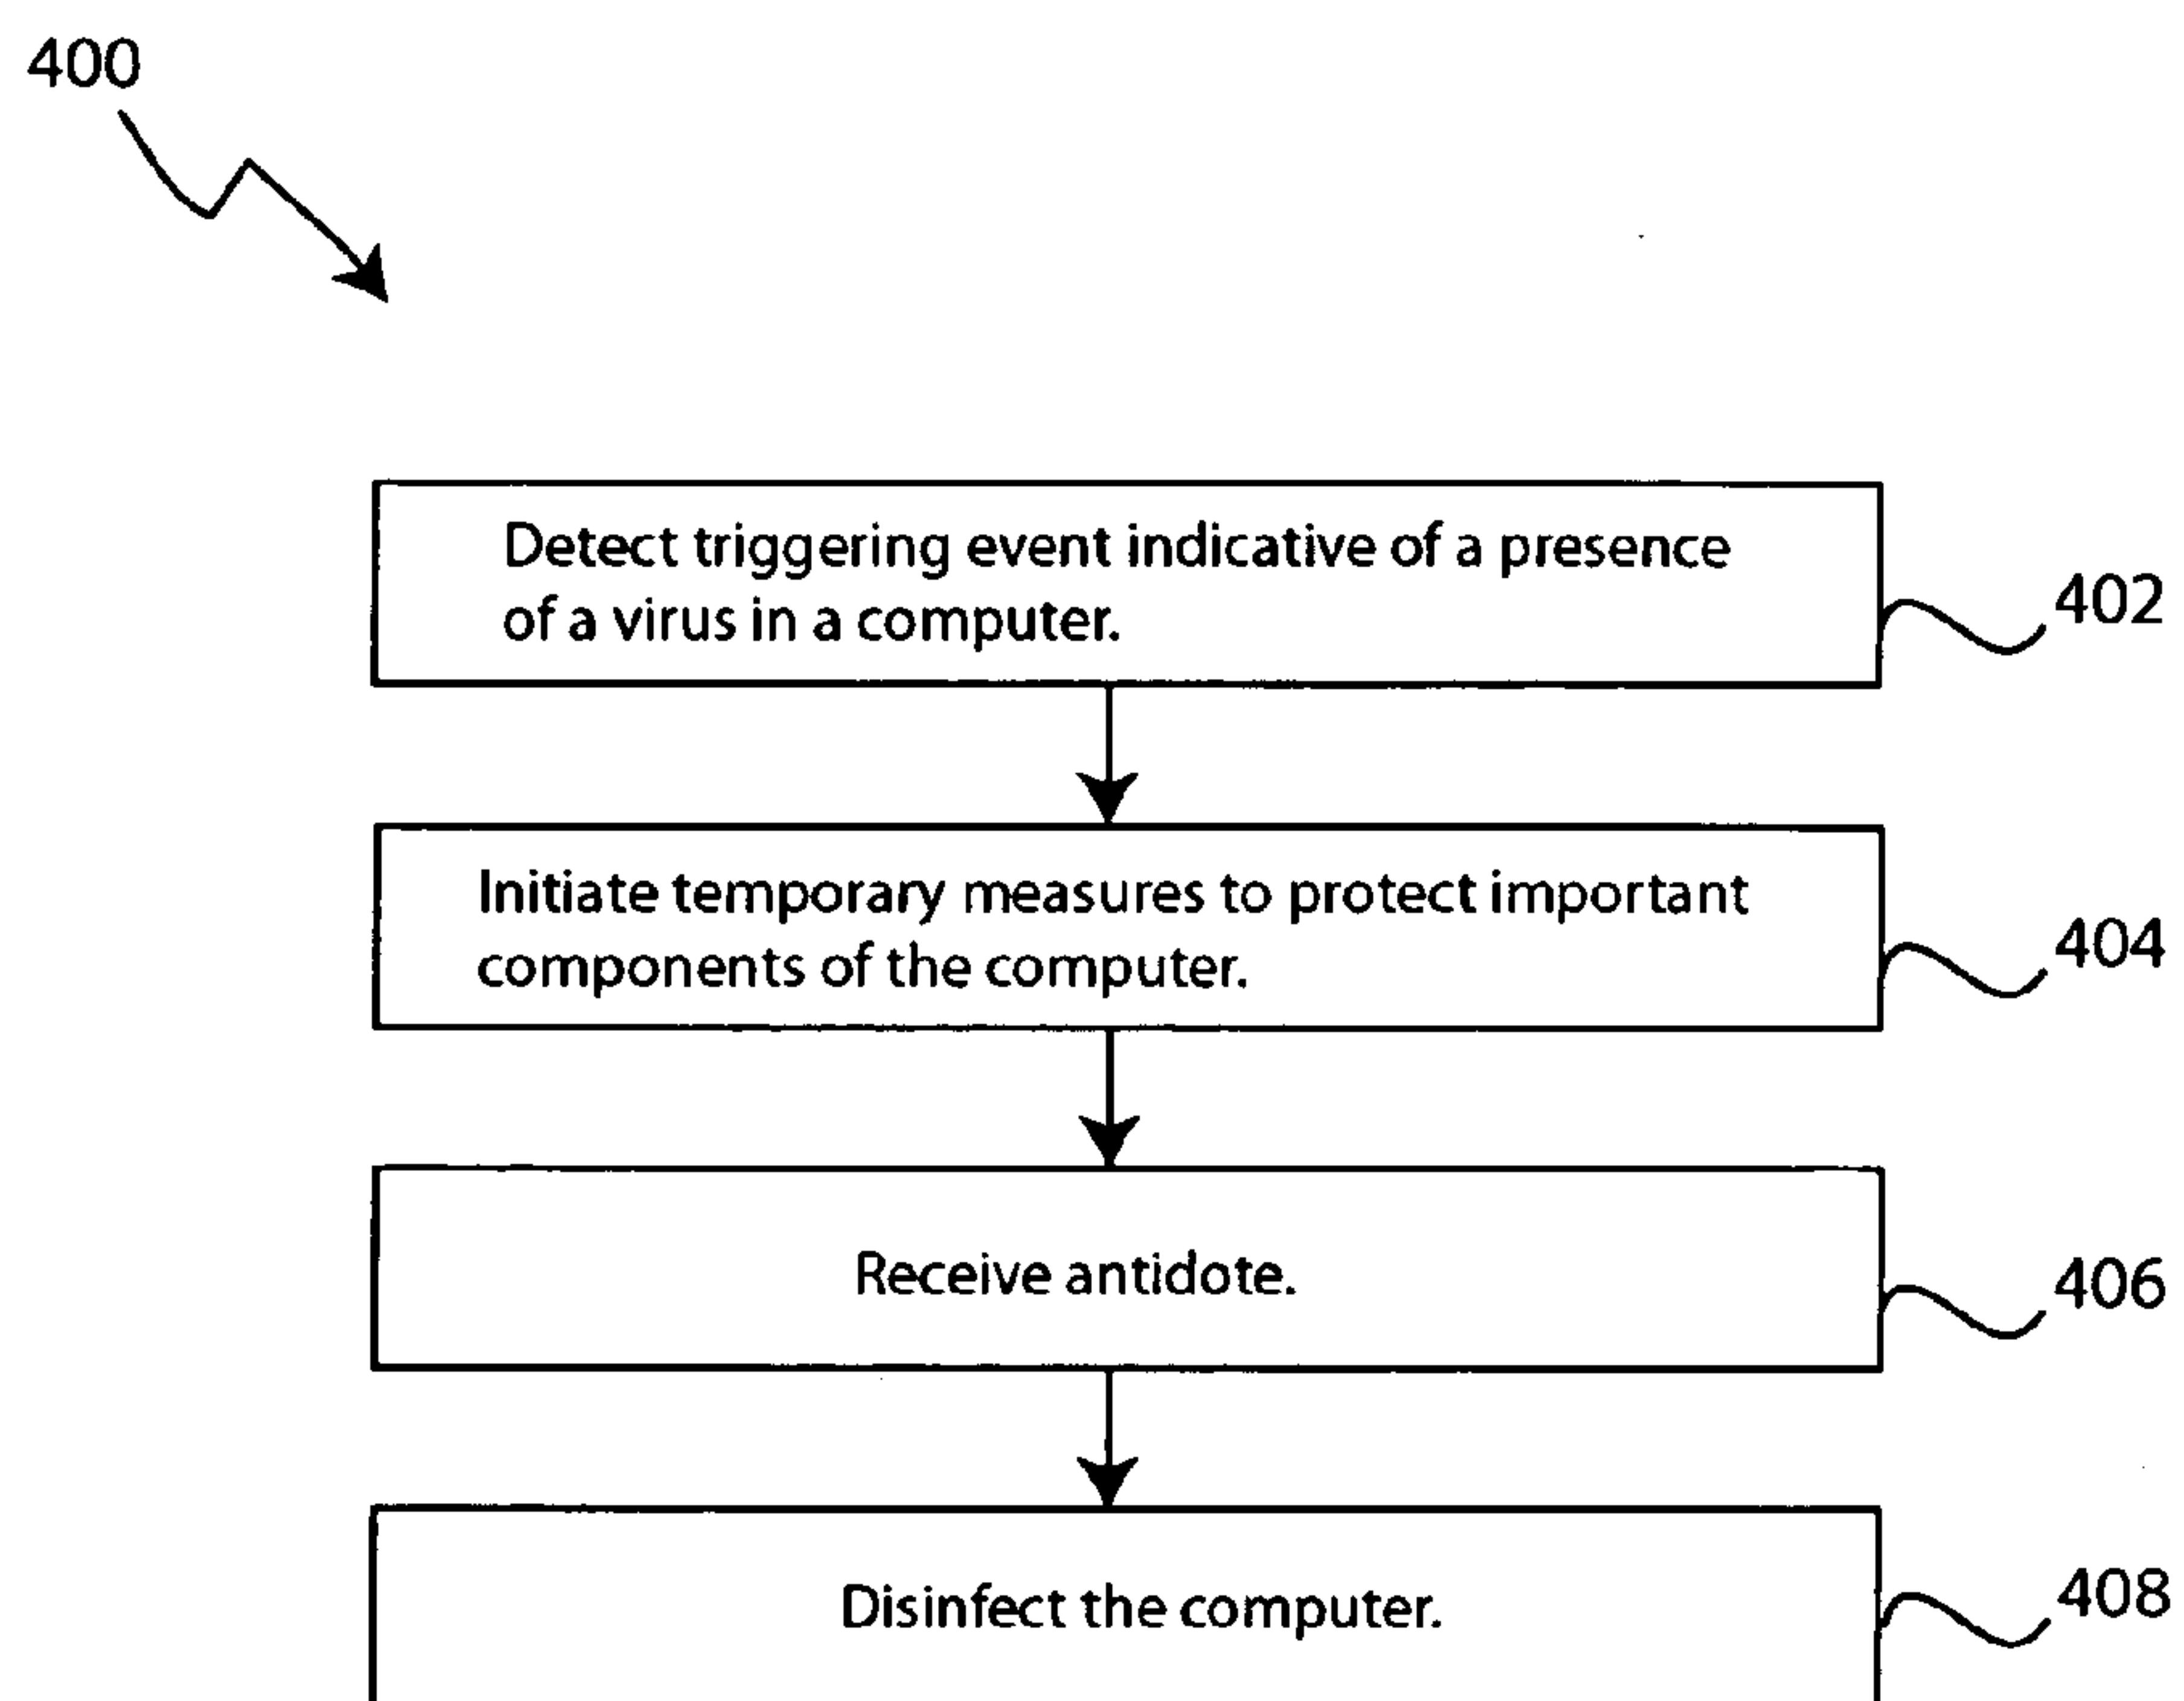 400
Detect triggering event indicative of a presence
of a virus in a computer.
402
Initiate temporary measures to protect important
components of the computer.
404
Receive antidote.
406
Disinfect the computer.
408